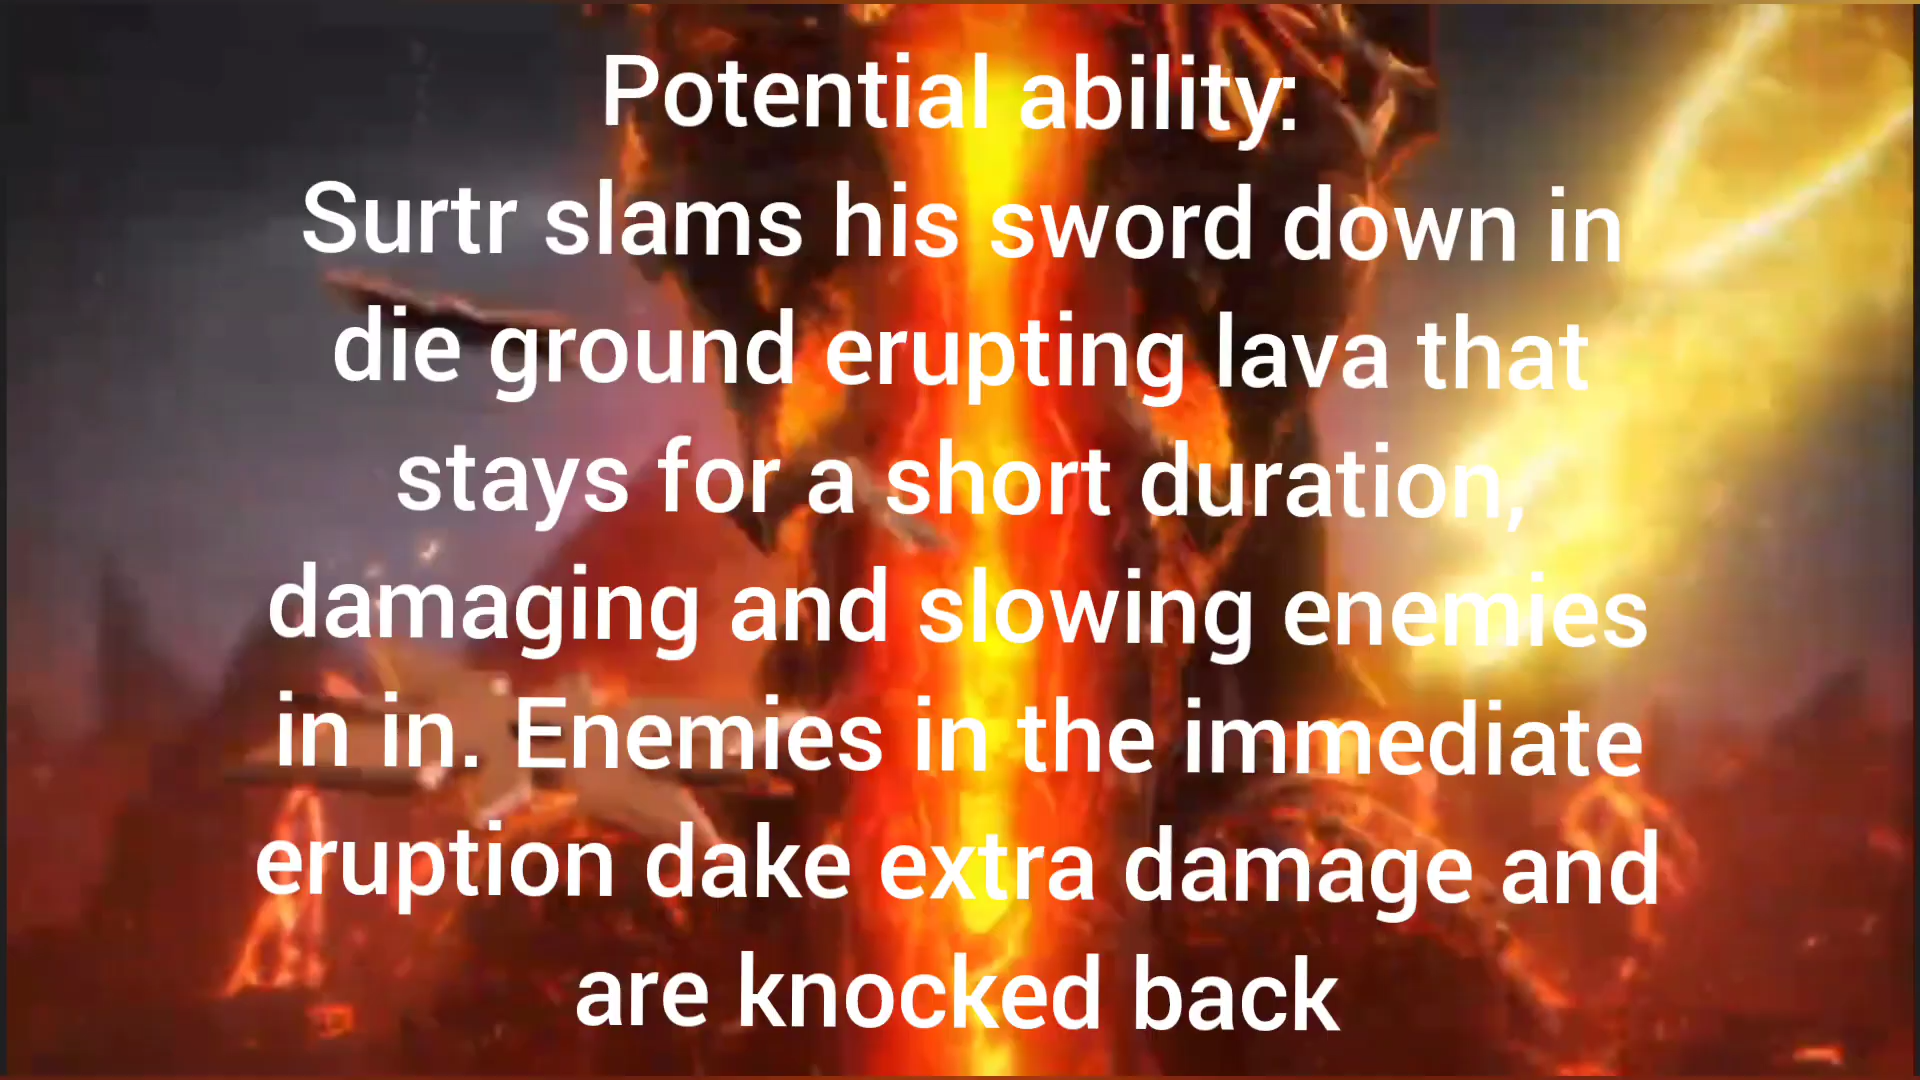 Potential ability:
Surtr slams his sword down in
die ground erupting lava that
stays for a short duration,
damaging and slowing enemies
in in. Enemies in the immediate
eruption dake extra damage and
are knocked back